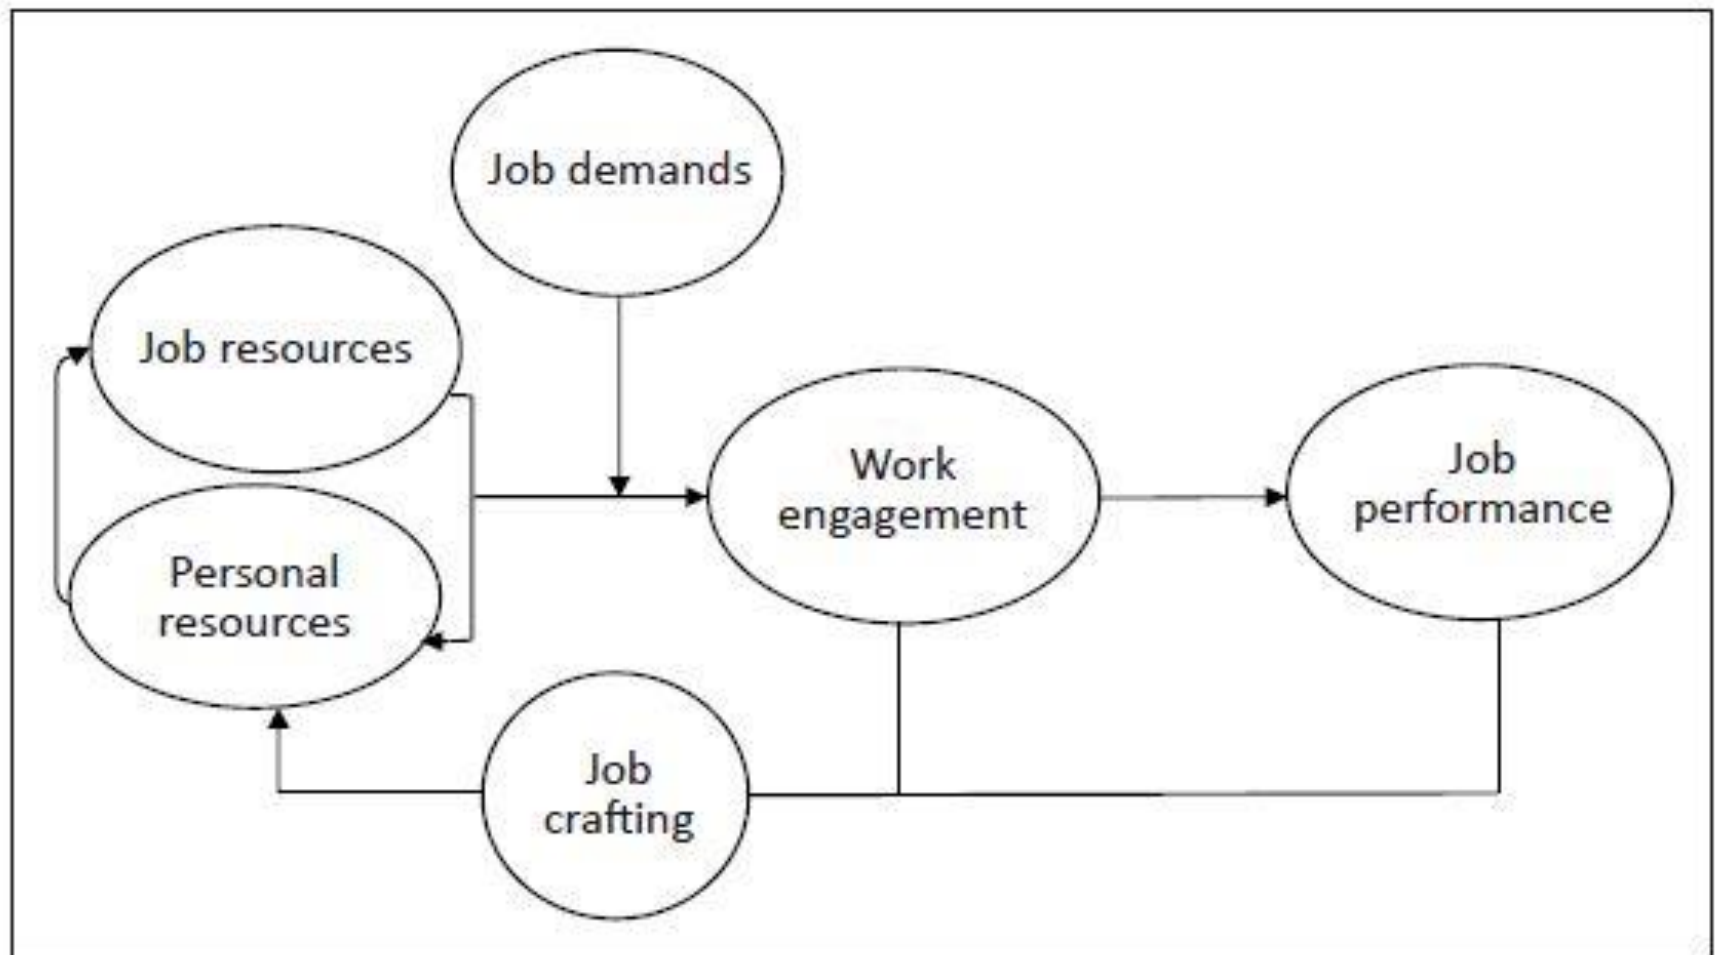 Job demands
Job resources
Work
engagement
Job
performance
Personal
resources
Job
crafting